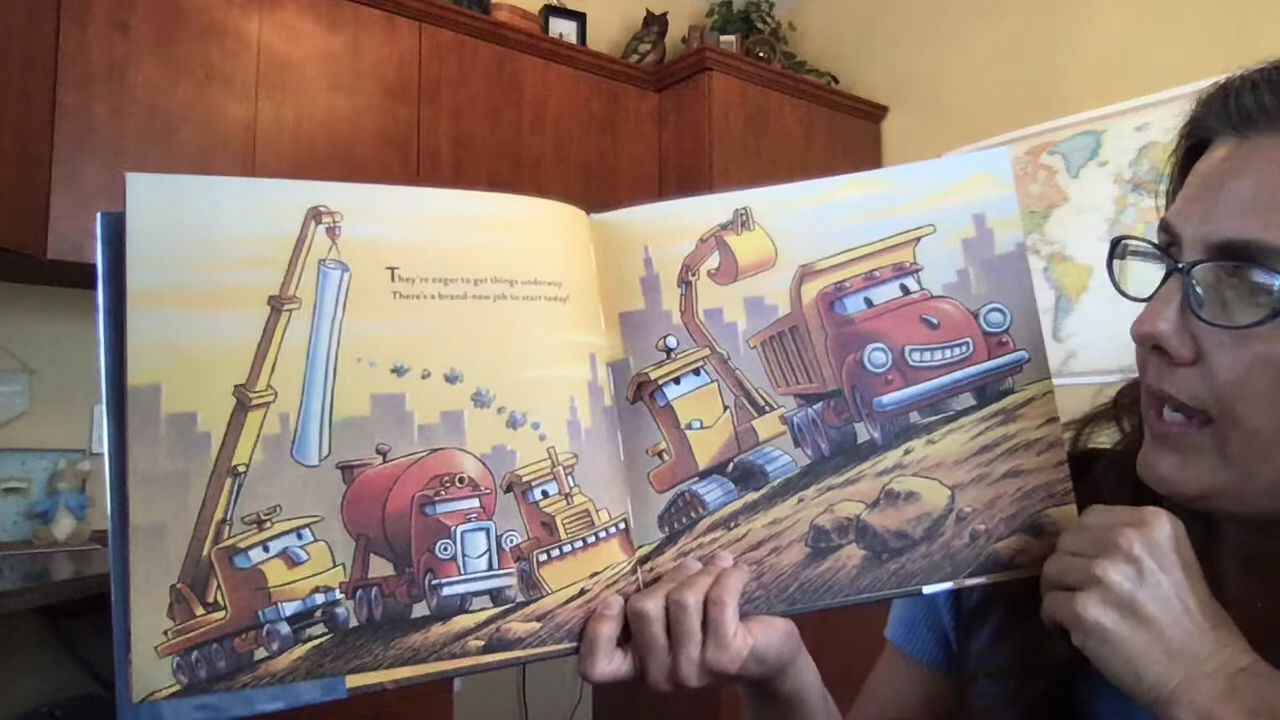 They're eager to get things underway.
There's a brand-new job to start today!